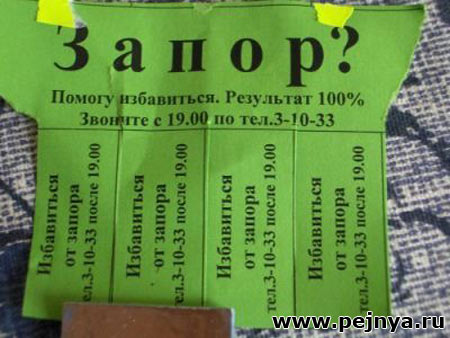 Запор?
Помогу избавиться. Результат 100%
Звоните с 19.00 по тел.3-10-33
Избавиться
от запора
тел.3-10-33 после 19.00
Избавиться
от запора
тел.3-10-33 после 19.00
Избавиться
от запора
тел.3-10-33 после 19.00
Избавиться
от запора
тел.3-10-33 после 19.00
www.pejnya.ru